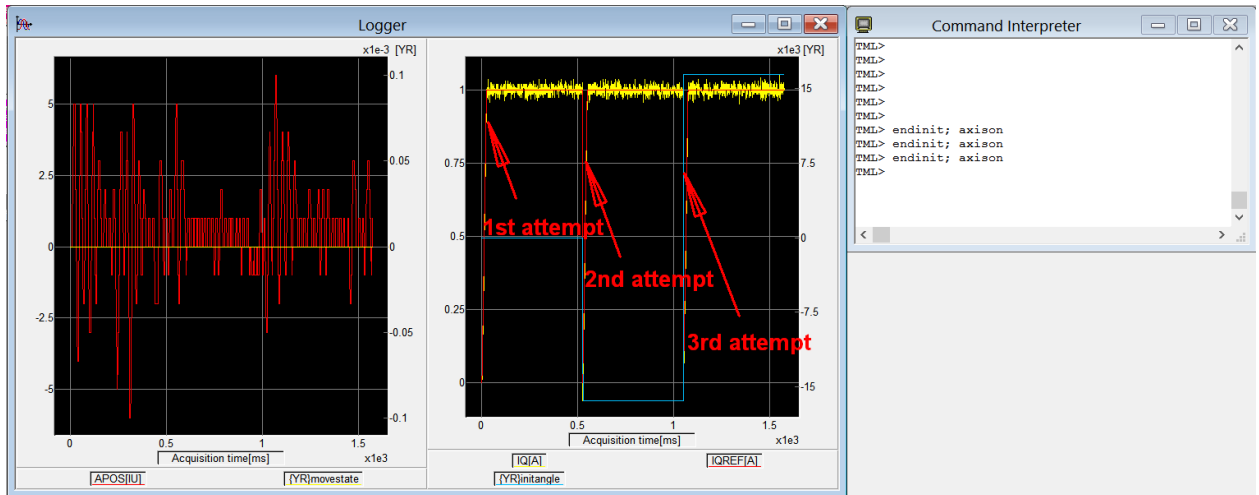 Logger
x1e-3 [YR]
5
2.5
0
-2.5
-5
0.1
0.05
0
-0.05
-0.1
0 0.5 1 1.5
Acquisition time[ms] x1e3
APOS[IU] {YR}movestate
x1e3 [YR]
1
0.75
0.5
0.25
0
15
7.5
0
-7.5
-15
1st attempt
2nd attempt
3rd attempt
0 0.5 1 1.5
Acquisition time[ms] x1e3
IQ[A] IQREF[A]
{YR}initangle
Command Interpreter
TML>
TML>
TML>
TML>
TML>
TML>
TML> endinit; axison
TML> endinit; axison
TML> endinit; axison
TML>